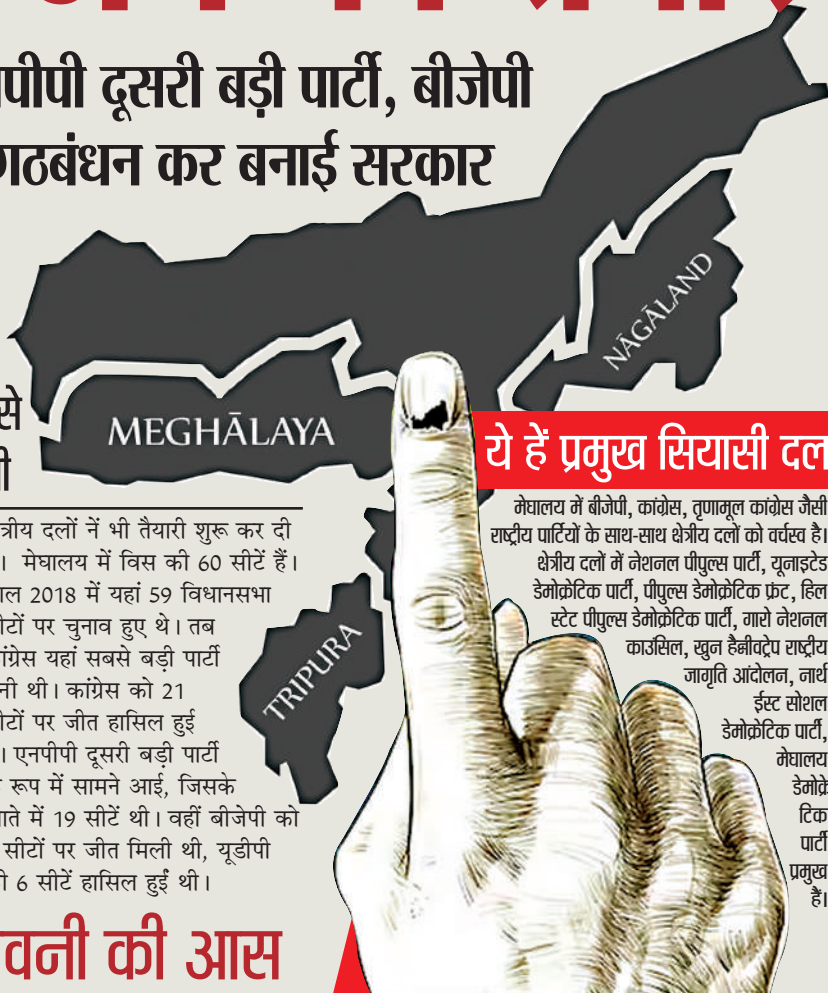 पीपी दूसरी बड़ी पार्टी, बीजेपी
गठबंधन कर बनाई सरकार
NĀGĀLAND
MEGHĀLAYA
से
ये हें प्रमुख सियासी दल
मेघालय में बीजेपी, कांग्रेस, तृणामूल कांग्रेस जैसी
राष्ट्रीय पार्टियों के साथ-साथ थेत्रीय दलों को वर्चस्व है।
थेत्रीय दलों में नेशनल पीपुल्स पार्टी, यूनाइटेड
डेमोक्रेटिक पार्टी, पीपुल्स डेमोक्रेटिक फ्रंट, हिल
स्टेट पीपुल्स डेमोक्रेटिक पार्टी, गारो नेशनल
काउंसिल, खुन हैन्नीवट्रेप राष्ट्रीय
जागृति आंदोलन, नार्थ
ईस्ट सोशल
डेमोक्रेटिक पार्टी,
मेघालय
डेमोक्रे
टिक
पार्टी
प्रमुख
हैं।
त्रीय दलों नें भी तैयारी शुरू कर दी
। मेघालय में विस की 60 सीटें हैं।
ाल 2018 में यहां 59 विधानसभा
ीटों पर चुनाव हुए थे। तब
ांग्रेस यहां सबसे बड़ी पार्टी
नी थी। कांग्रेस को 21
ीटों पर जीत हासिल हुई
। एनपीपी दूसरी बड़ी पार्टी
रूप में सामने आई, जिसके
ाते में 19 सीटें थी। वहीं बीजेपी को
सीटों पर जीत मिली थी, यूडीपी
ी 6 सीटें हासिल हुईं थी।
TRIPURA
वनी की आस